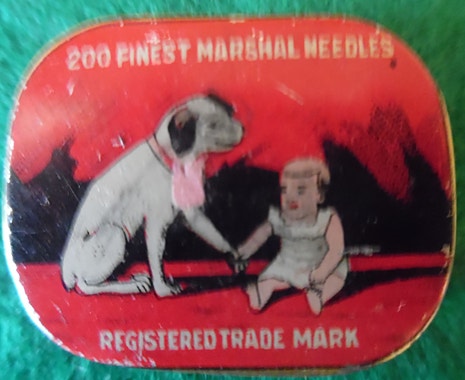 200 FINEST MARSHAL NEEDLES
REGISTERED TRADE MARK